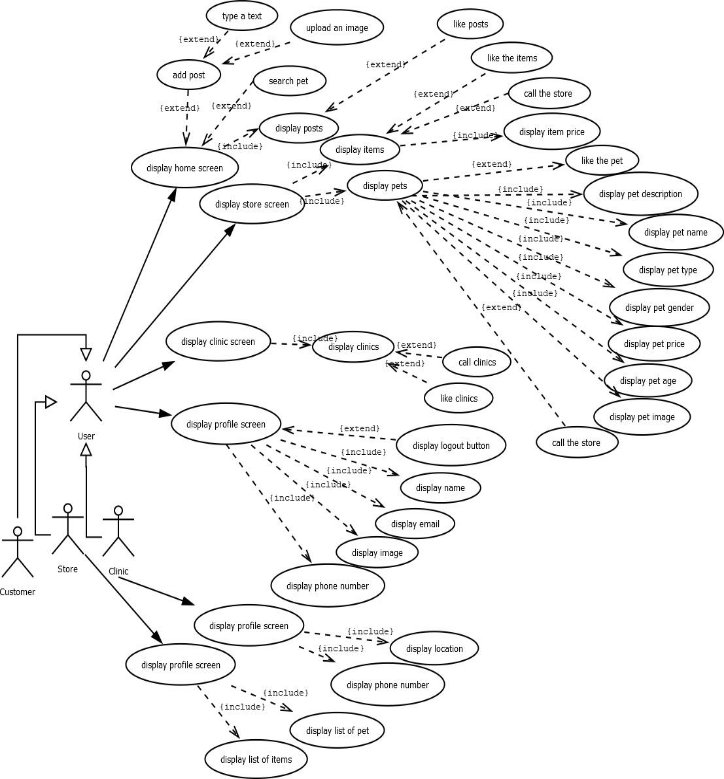 type a text
upload an image
like posts
{extend}
{extend}
add post
{extend}
like the items
search pet
{extend}
call the store
{extend}
{extend}
{extend}
display posts
{include}
display item price
{include}
display items
like the pet
display home screen
{include}
{extend}
display pets
{include}
display pet description
display store screen
{include}
{include}
{include}
display pet name
{include}
{include}
display pet type
{include}
{include}
{extend}
display pet gender
display clinic screen
{include}
display clinics
{extend}
call clinics
{extend}
display pet price
display pet age
like clinics
display pet image
User
display profile screen
{extend}
display logout button
call the store
{include}
{include}
display name
{include}
{include}
display email
display image
Customer
Store
Clinic
display phone number
display profile screen
{include}
display location
{include}
display profile screen
display phone number
{include}
{include}
display list of pet
display list of items